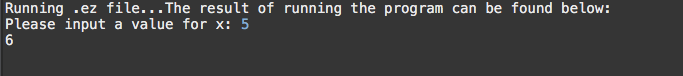 Running .ez file...The result of running the program can be found below:
Please input a value for x: 5
6